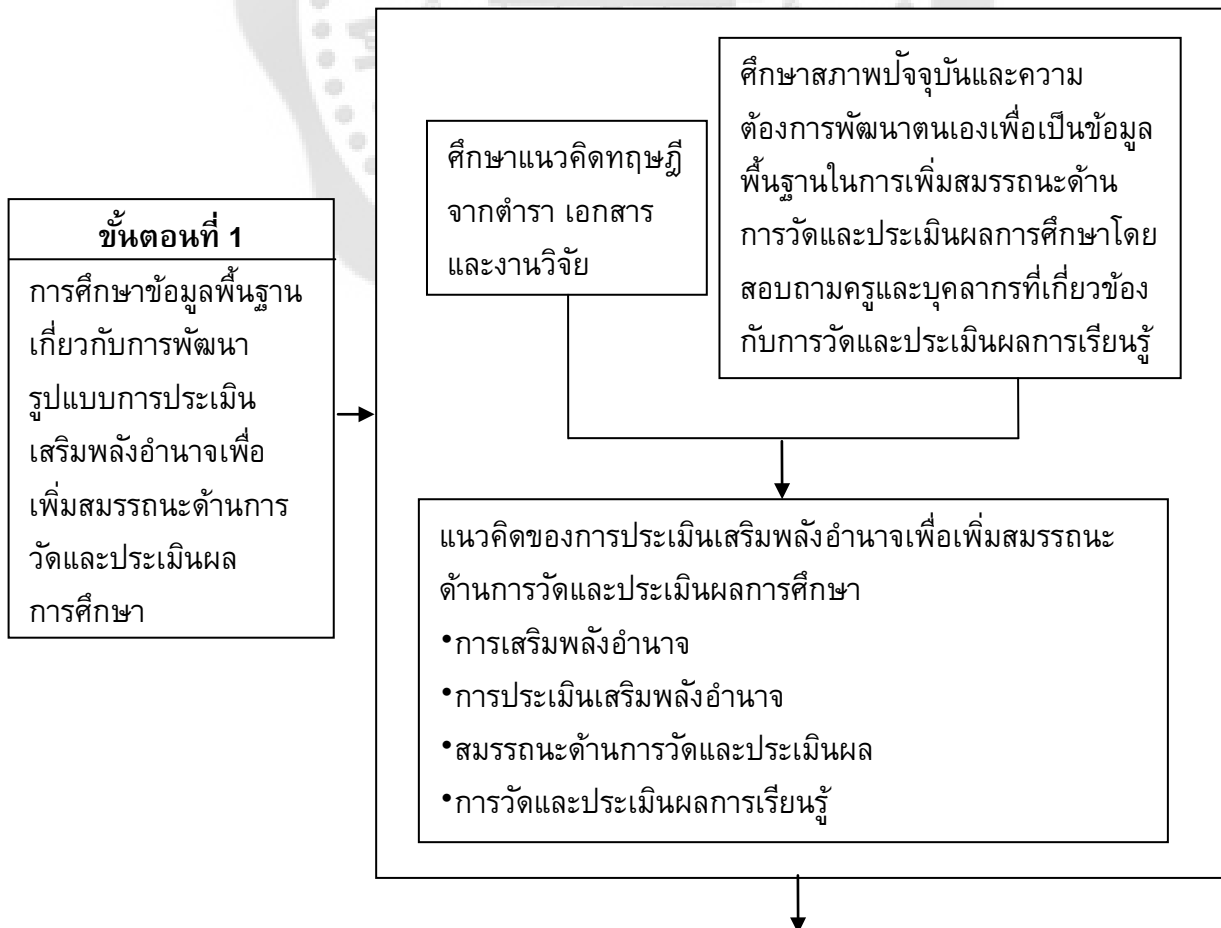 ขั้นตอนที่ 1
การศึกษาข้อมูลพื้นฐาน
เกี่ยวกับการพัฒนา
รูปแบบการประเมิน
เสริมพลังอำนาจเพื่อ
เพิ่มสมรรถนะด้านการ
วัดและประเมินผล
การศึกษา
ศึกษาแนวคิดทฤษฎี
จากตำรา เอกสาร
และงานวิจัย
ศึกษาสภาพปัจจุบันและความ
ต้องการพัฒนาตนเองเพื่อเป็นข้อมูล
พื้นฐานในการเพิ่มสมรรถนะด้าน
การวัดและประเมินผลการศึกษาโดย
สอบถามครูและบุคลากรที่เกี่ยวข้อง
กับการวัดและประเมินผลการเรียนรู้
แนวคิดของการประเมินเสริมพลังอำนาจเพื่อเพิ่มสมรรถนะ
ด้านการวัดและประเมินผลการศึกษา
•การเสริมพลังอำนาจ
•การประเมินเสริมพลังอำนาจ
•สมรรถนะด้านการวัดและประเมินผล
•การวัดและประเมินผลการเรียนรู้